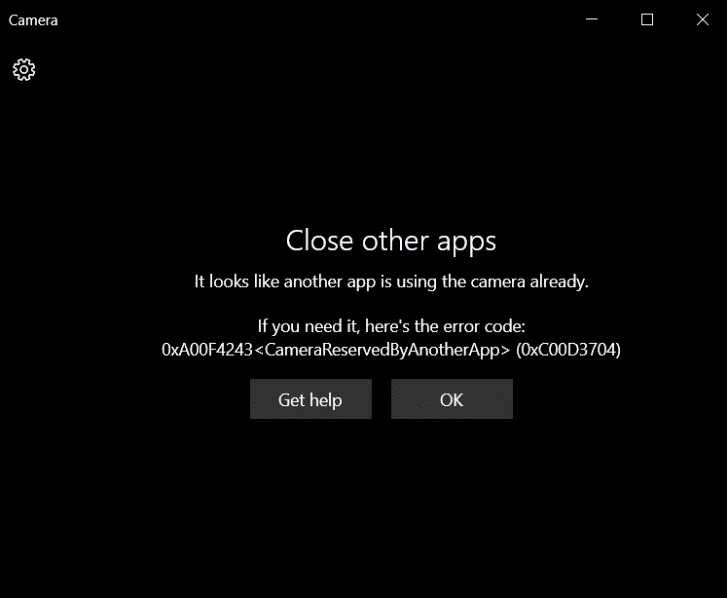 Camera
Close other apps
It looks like another app is using the camera already.
If you need it, here's the error code:
0xA00F4243<CameraReservedByAnotherApp> (0xC00D3704)
Get help
OK